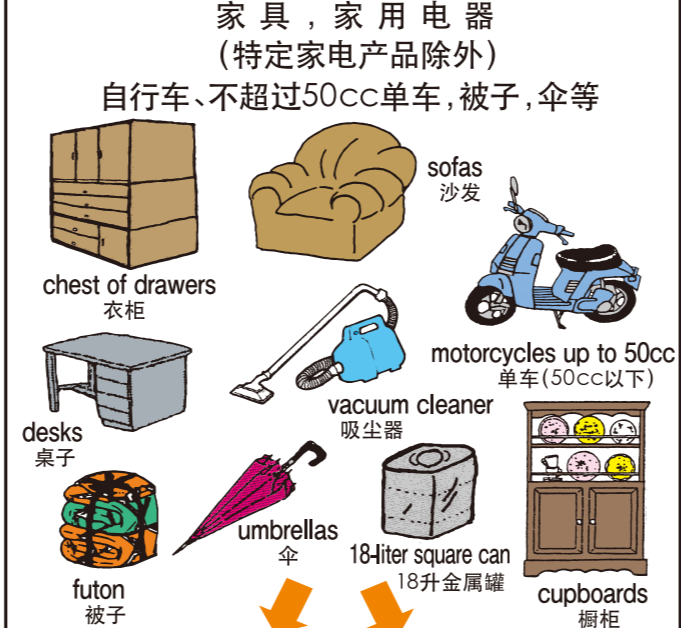 家具，家用电器
(特定家电产品除外)
自行车、不超过50cc单车,被子,伞等
sofas
沙发
chest of drawers
衣柜
motorcycles up to 50cc
单车(50cc以下)
vacuum cleaner
吸尘器
desks
桌子
umbrellas
伞
18-liter square can
18升金属罐
futon
被子
cupboards
橱柜